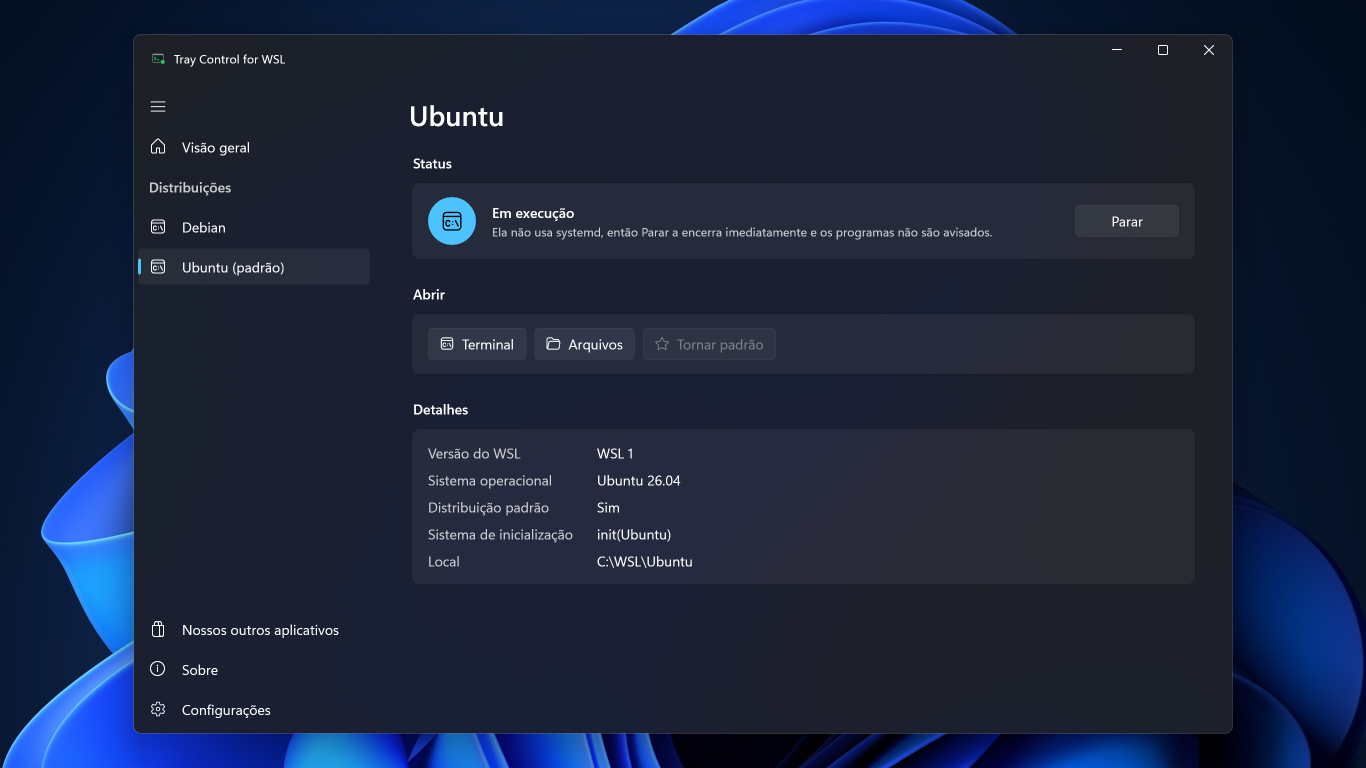 Tray Control for WSL
Ubuntu
Visão geral
Distribuições
Debian
Ubuntu (padrão)
Status
Em execução
Ela não usa systemd, então Parar a encerra imediatamente e os programas não são avisados.
Parar
Abrir
Terminal
Arquivos
Tornar padrão
Detalhes
Versão do WSL WSL 1
Sistema operacional Ubuntu 26.04
Distribuição padrão Sim
Sistema de inicialização init(Ubuntu)
Local C:\WSL\Ubuntu
Nossos outros aplicativos
Sobre
Configurações